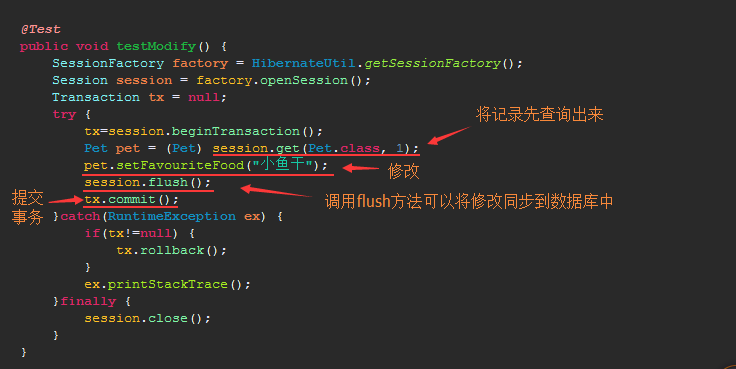 @Test
public void testModify() {
SessionFactory factory = HibernateUtil.getSessionFactory();
Session session = factory.openSession();
Transaction tx = null;
try {
tx=session.beginTransaction();
将记录先查询出来
Pet pet = (Pet) session.get(Pet.class, 1);
pet.setFavouriteFood("小鱼干");
修改
session.flush();
调用flush方法可以将修改同步到数据库中
提交
事务
tx.commit();
}catch(RuntimeException ex) {
if(tx!=null) {
tx.rollback();
}
ex.printStackTrace();
}finally {
session.close();
}
}